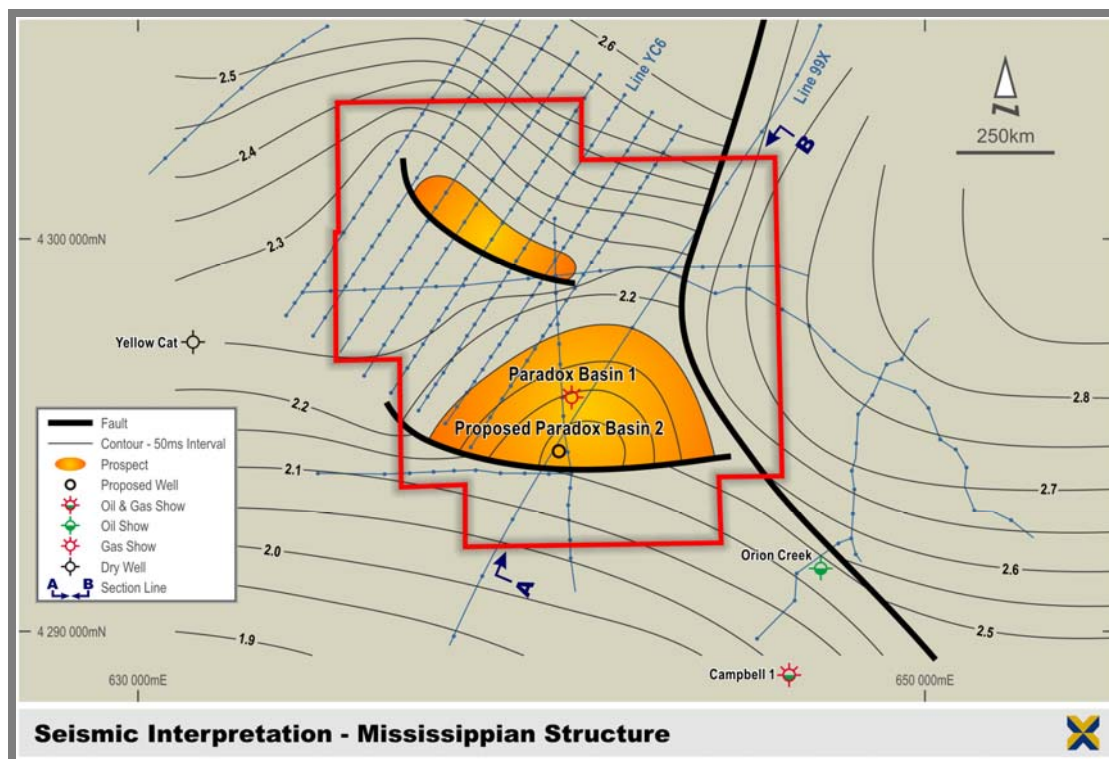 2.6
Line YC6
2.5
Line 99X
B
N
250km
2.4
4 300 000mN
2.3
2.2
Yellow Cat
Paradox Basin 1
2.8
2.2
Proposed Paradox Basin 2
Fault
Contour - 50ms Interval
Prospect
Proposed Well
Oil & Gas Show
Oil Show
Gas Show
Dry Well
A B Section Line
2.1
2.7
2.0
Orion Creek
2.6
A
4 290 000mN
1.9
2.5
Campbell 1
630 000mE
650 000mE
Seismic Interpretation - Mississippian Structure